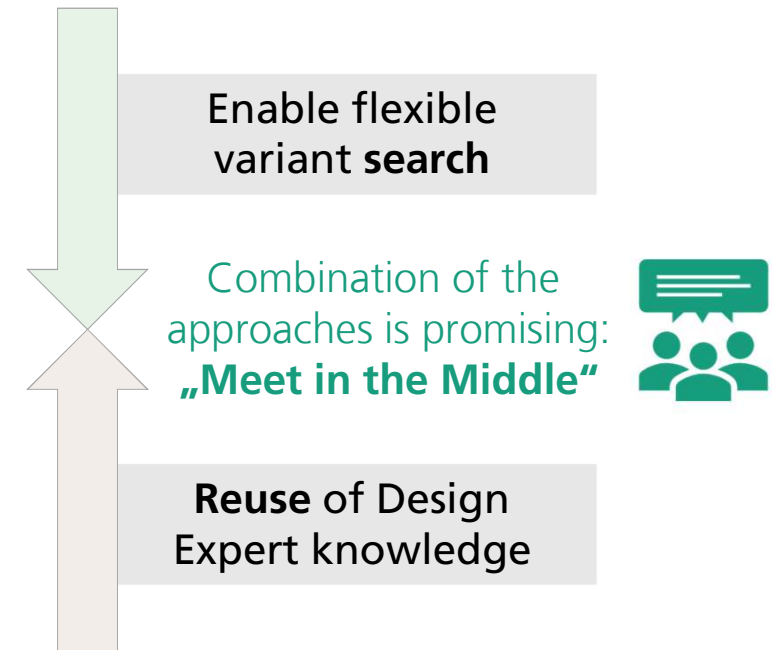 Enable flexible
variant search
Combination of the
approaches is promising:
„Meet in the Middle“
Reuse of Design
Expert knowledge